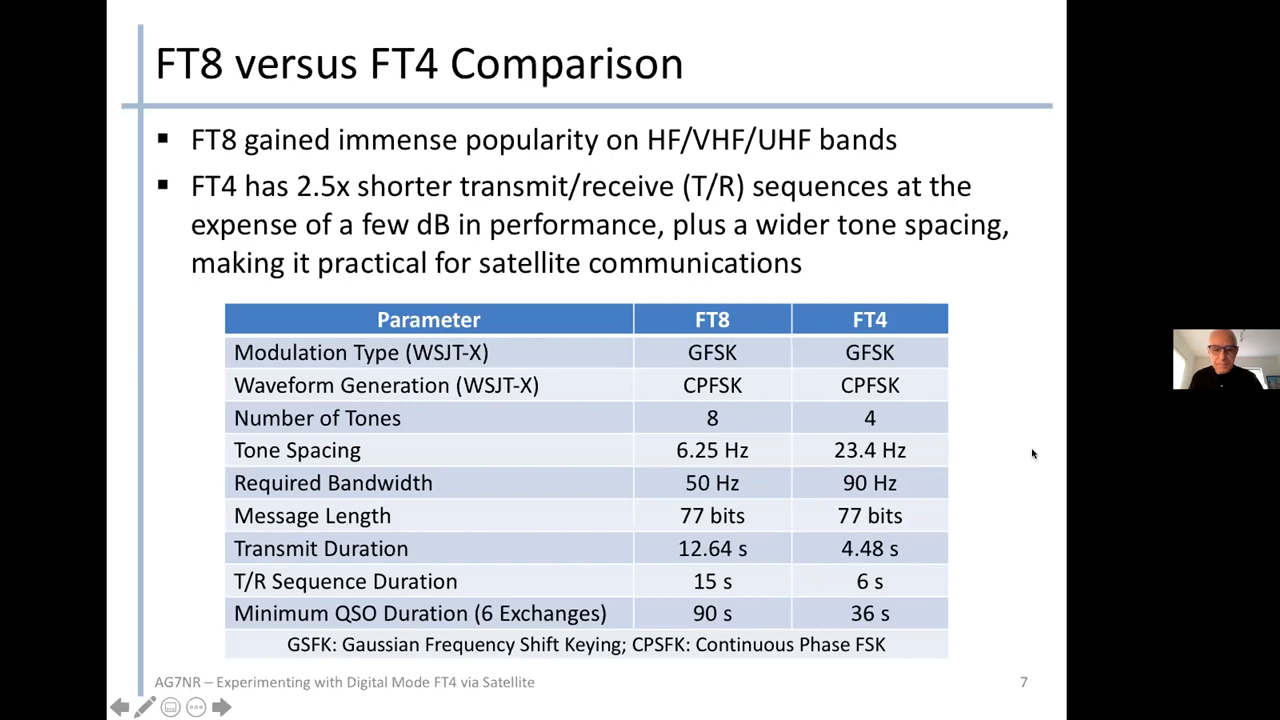 FT8 versus FT4 Comparison
▪ FT8 gained immense popularity on HF/VHF/UHF bands
▪ FT4 has 2.5x shorter transmit/receive (T/R) sequences at the
expense of a few dB in performance, plus a wider tone spacing,
making it practical for satellite communications
Parameter FT8 FT4
Modulation Type (WSJT-X) GFSK GFSK
Waveform Generation (WSJT-X) CPFSK CPFSK
Number of Tones 8 4
Tone Spacing 6.25 Hz 23.4 Hz
Required Bandwidth 50 Hz 90 Hz
Message Length 77 bits 77 bits
Transmit Duration 12.64 s 4.48 s
T/R Sequence Duration 15 s 6 s
Minimum QSO Duration (6 Exchanges) 90 s 36 s
GSFK: Gaussian Frequency Shift Keying; CPSFK: Continuous Phase FSK
AG7NR – Experimenting with Digital Mode FT4 via Satellite 7